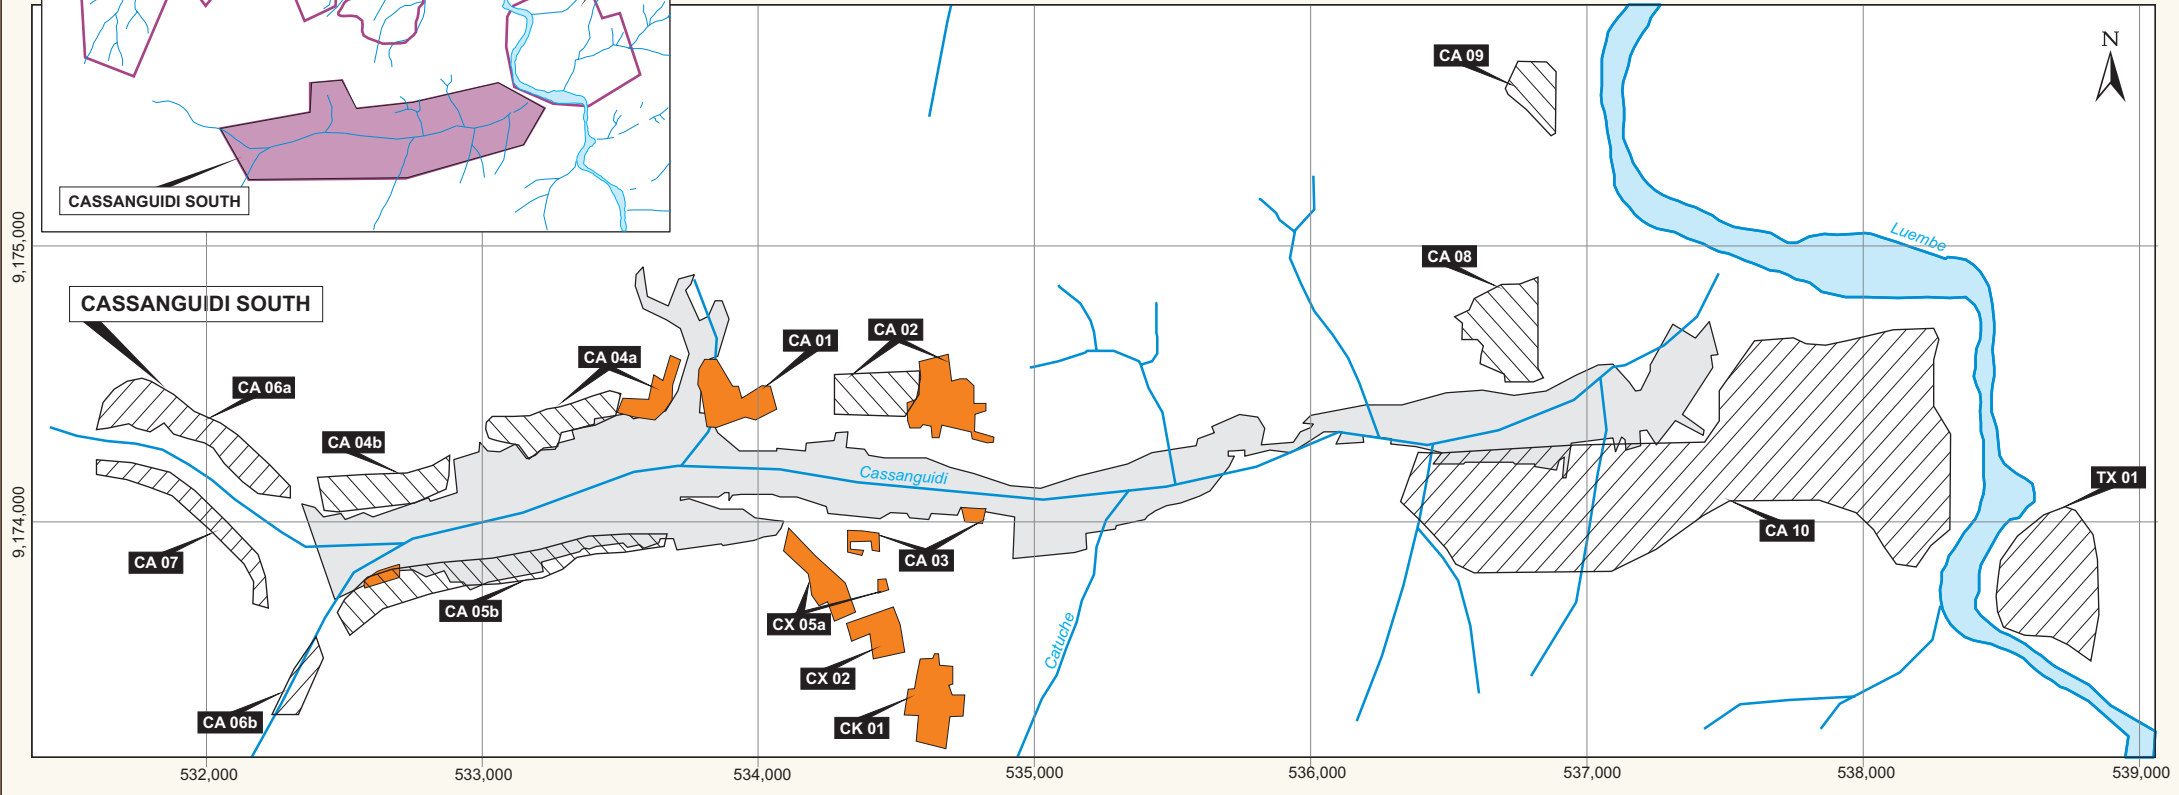 CASSANGUIDI SOUTH
N
CA 09
9,175,000
Luembe
CA 08
CASSANGUIDI SOUTH
CA 02
CA 01
CA 04a
CA 06a
CA 04b
Cassanguidi
TX 01
9,174,000
CA 10
CA 07
CA 03
CA 05b
CX 05a
Catuche
CX 02
CA 06b
CK 01
532,000
533,000
534,000
535,000
536,000
537,000
538,000
539,000